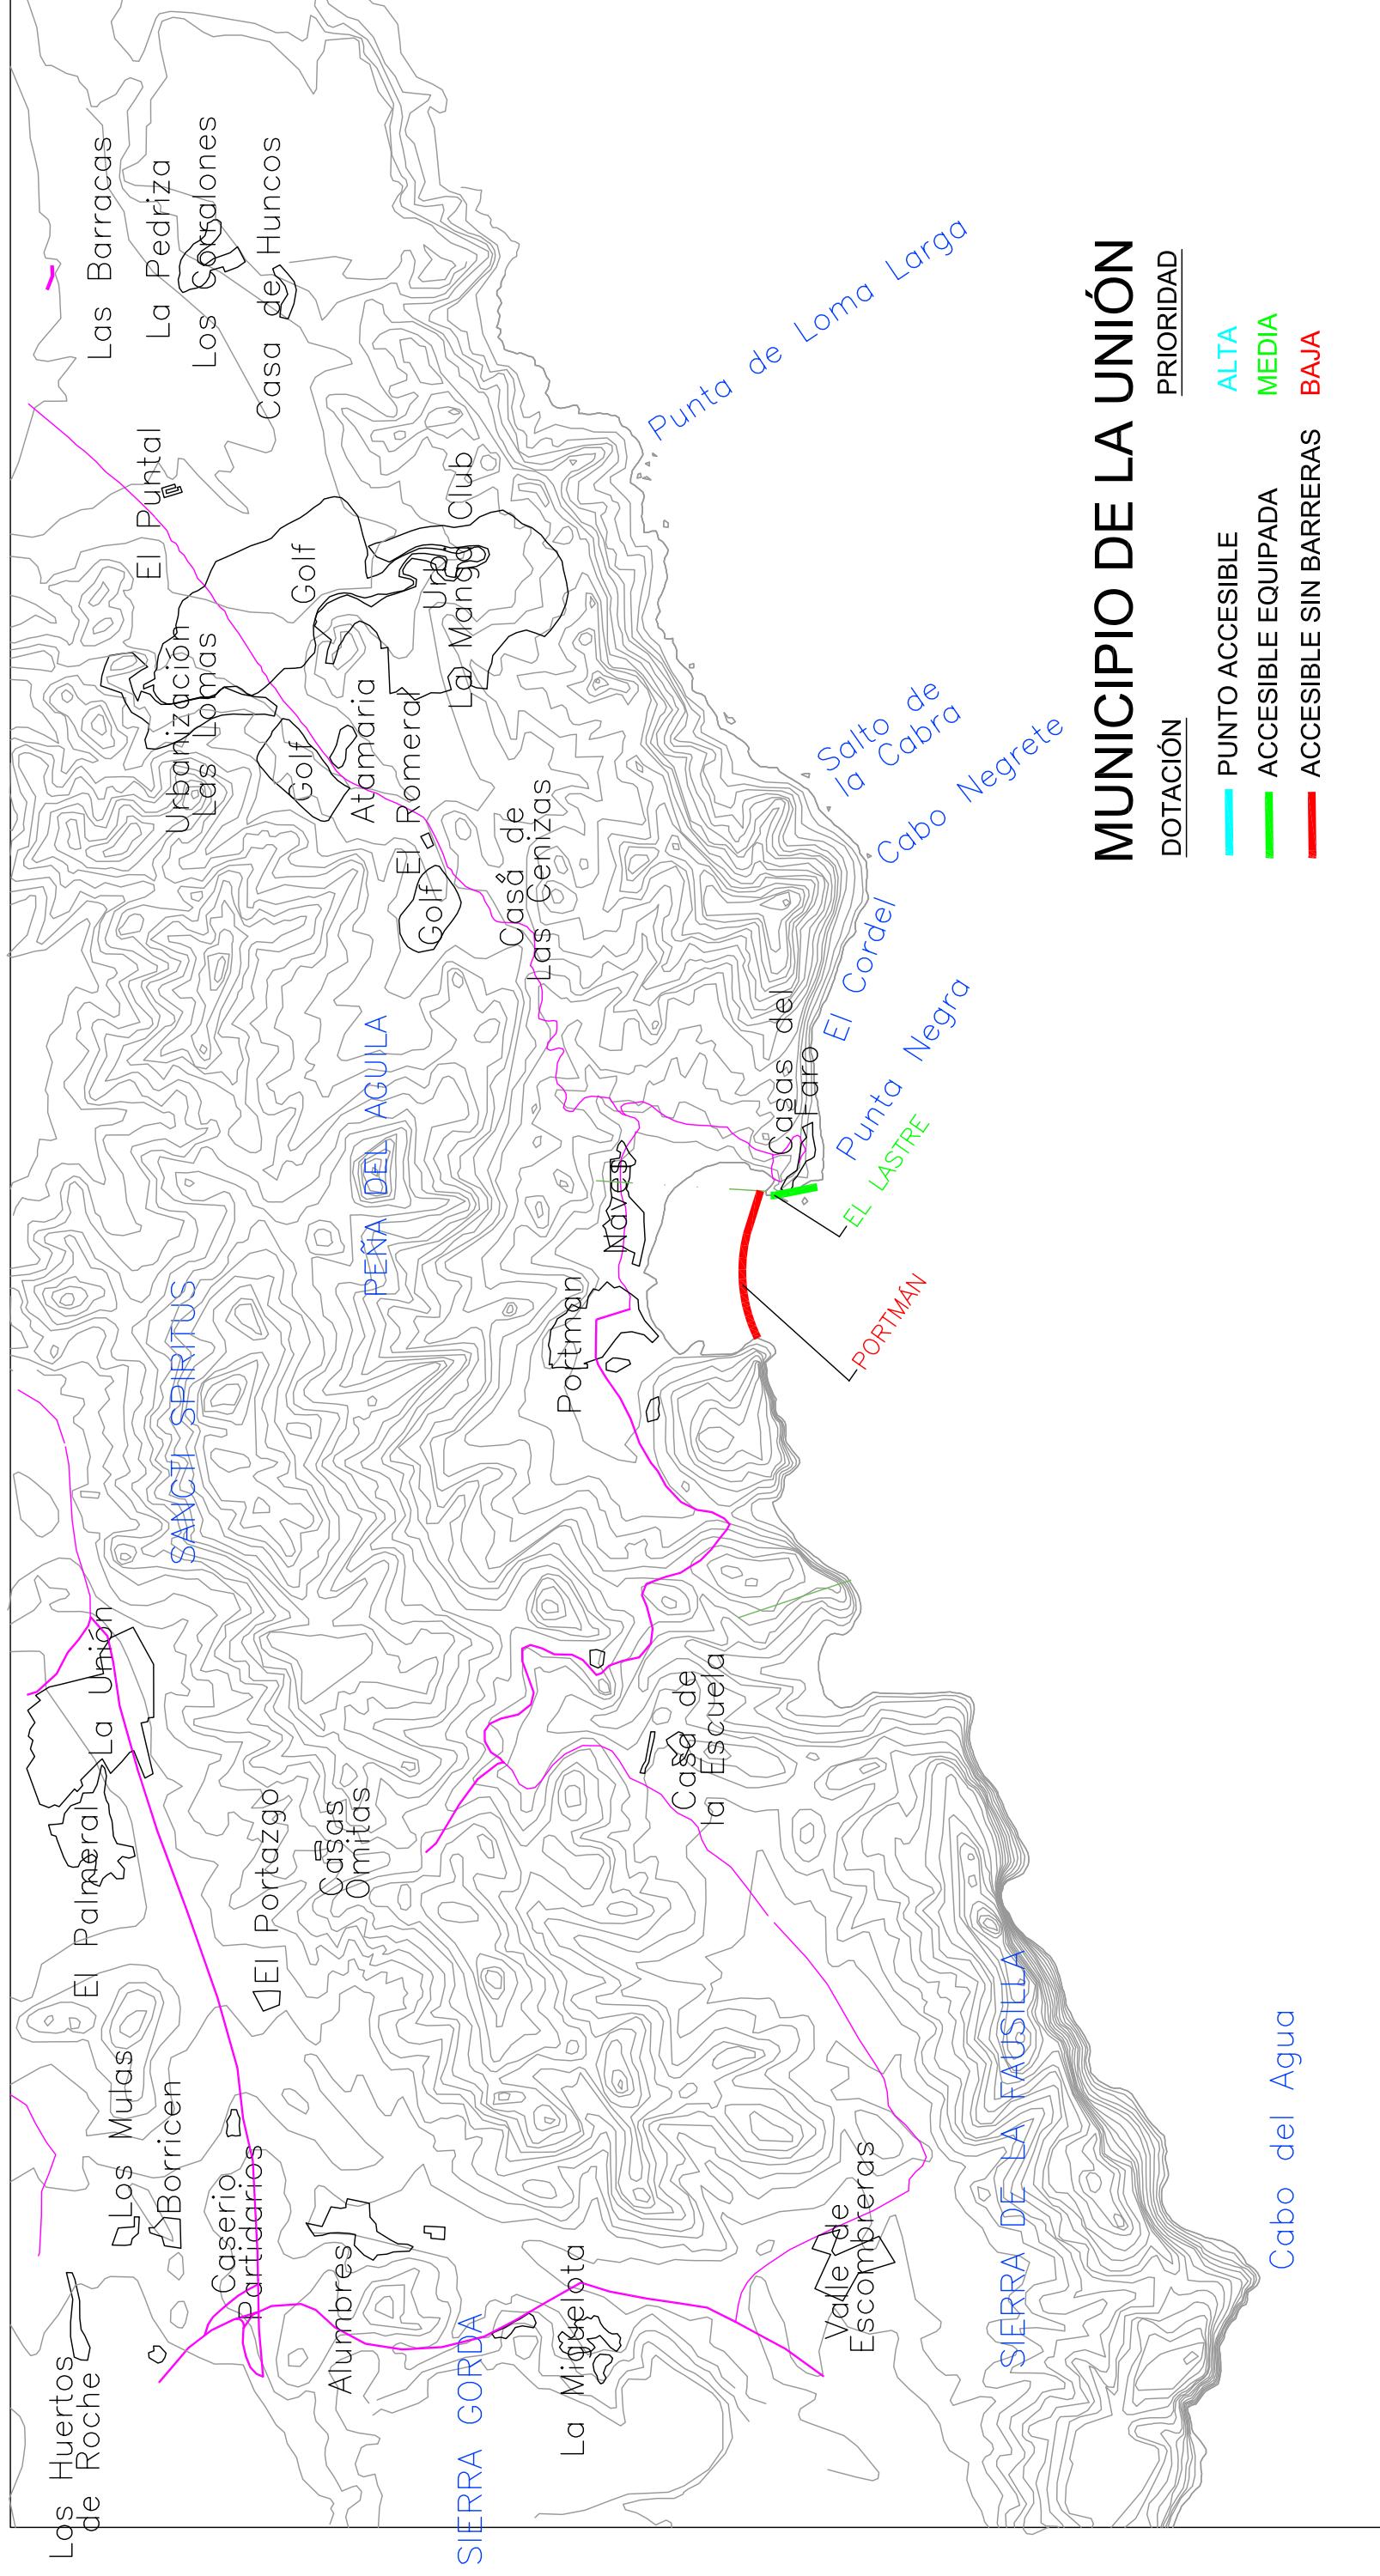 Los Huertos
de Roche
Los Mulas
Borricen
Caserio
Partidarios
El Palmeral
La Unión
El Portazgo
Casas
Omitas
Alumbres
SIERRA GORDA
La Miguelota
Valle de
Escombreras
SIERRA DE LA FAUSILLA
Cabo del Agua
Casa de
la Escuela
SANCTI SPIRITUS
PEÑA DEL AGUILA
Portman
Naves
PORTMÁN
EL LASTRE
Casas del
Faro
Punta Negra
El Cordel
Cabo Negrete
Salto de
la Cabra
Punta de Loma Larga
Casa de
Las Cenizas
Golf
El Romeral
Atamaria
Golf
Urbanización
Las Lomas
Golf
Urb.
La Manga Club
El Puntal
Las Barracas
La Pedriza
Los Corralones
Casa de Huncos
MUNICIPIO DE LA UNIÓN
DOTACIÓN PRIORIDAD
PUNTO ACCESIBLE ALTA
ACCESIBLE EQUIPADA MEDIA
ACCESIBLE SIN BARRERAS BAJA